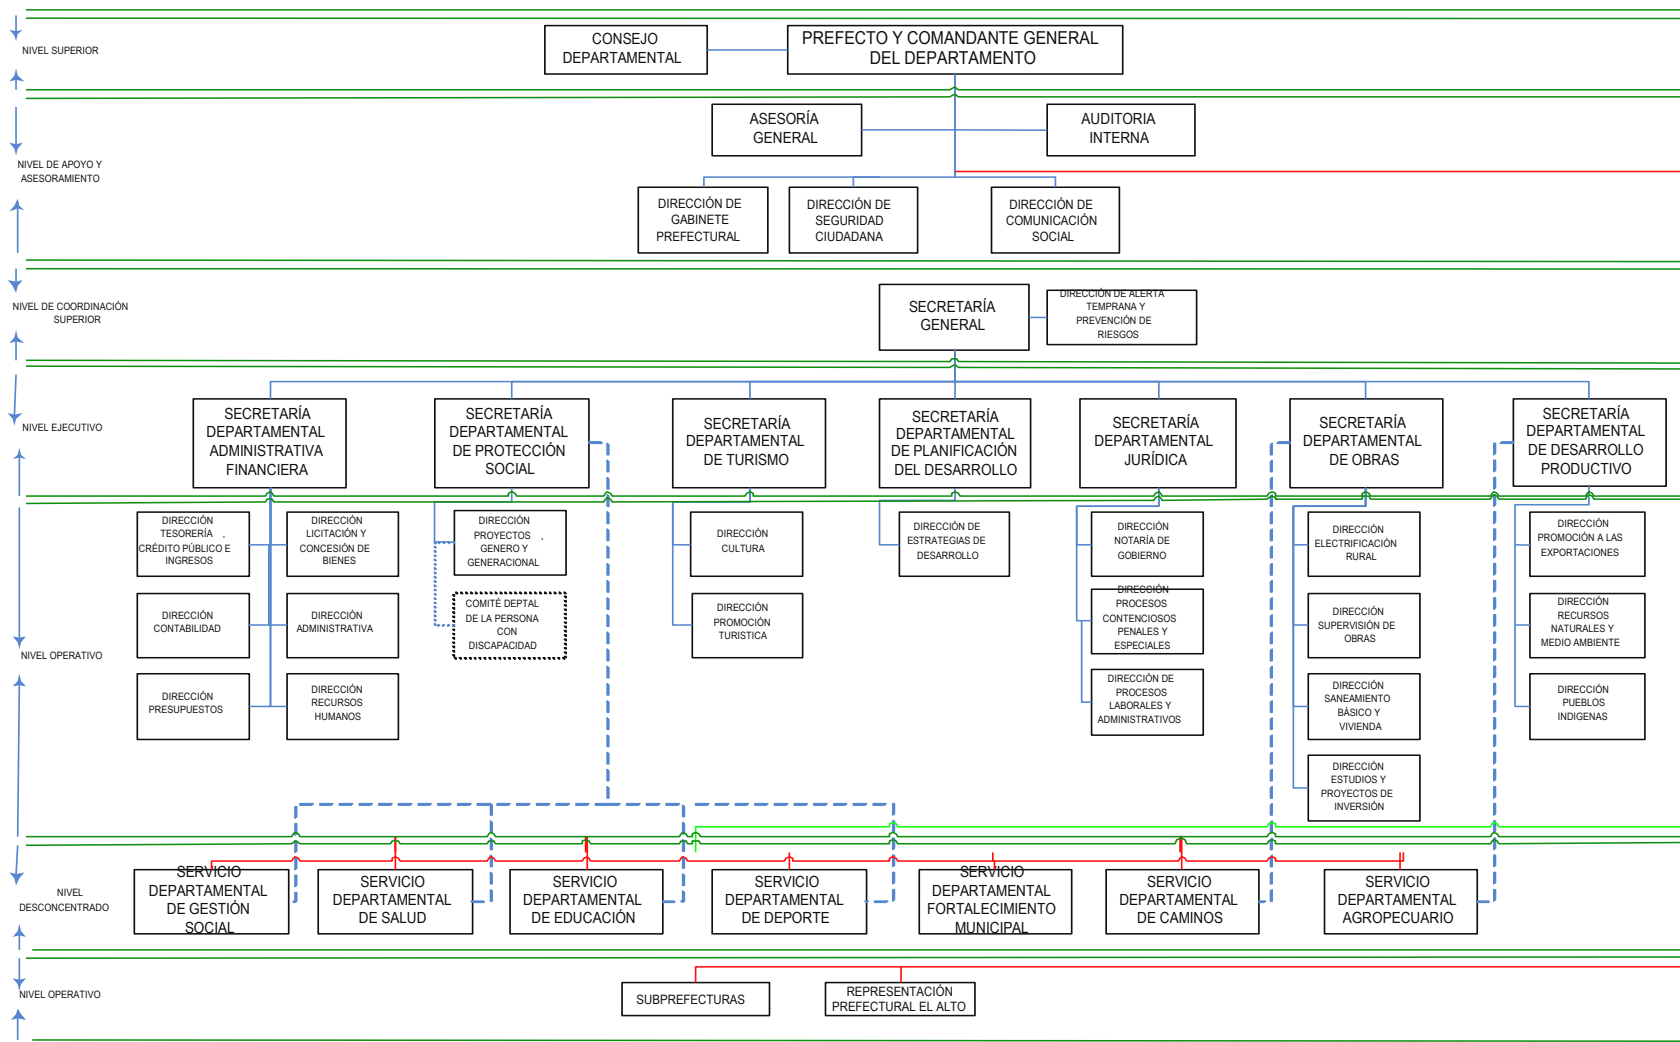 NIVEL SUPERIOR
CONSEJO
DEPARTAMENTAL
PREFECTO Y COMANDANTE GENERAL
DEL DEPARTAMENTO
NIVEL DE APOYO Y
ASESORAMIENTO
ASESORÍA
GENERAL
AUDITORIA
INTERNA
DIRECCIÓN DE
GABINETE
PREFECTURAL
DIRECCIÓN DE
SEGURIDAD
CIUDADANA
DIRECCIÓN DE
COMUNICACIÓN
SOCIAL
NIVEL DE COORDINACIÓN
SUPERIOR
SECRETARÍA
GENERAL
DIRECCIÓN DE ALERTA
TEMPRANA Y
PREVENCIÓN DE
RIESGOS
NIVEL EJECUTIVO
SECRETARÍA
DEPARTAMENTAL
ADMINISTRATIVA
FINANCIERA
SECRETARÍA
DEPARTAMENTAL
DE PROTECCIÓN
SOCIAL
SECRETARÍA
DEPARTAMENTAL
DE TURISMO
SECRETARÍA
DEPARTAMENTAL
DE PLANIFICACIÓN
DEL DESARROLLO
SECRETARÍA
DEPARTAMENTAL
JURÍDICA
SECRETARÍA
DEPARTAMENTAL
DE OBRAS
SECRETARÍA
DEPARTAMENTAL
DE DESARROLLO
PRODUCTIVO
NIVEL OPERATIVO
DIRECCIÓN
TESORERÍA ,
CRÉDITO PÚBLICO E
INGRESOS
DIRECCIÓN
LICITACIÓN Y
CONCESIÓN DE
BIENES
DIRECCIÓN
CONTABILIDAD
DIRECCIÓN
ADMINISTRATIVA
DIRECCIÓN
PRESUPUESTOS
DIRECCIÓN
RECURSOS
HUMANOS
DIRECCIÓN
PROYECTOS ,
GENERO Y
GENERACIONAL
COMITÉ DEPTAL
DE LA PERSONA
CON
DISCAPACIDAD
DIRECCIÓN
CULTURA
DIRECCIÓN
PROMOCIÓN
TURISTICA
DIRECCIÓN DE
ESTRATEGIAS DE
DESARROLLO
DIRECCIÓN
NOTARÍA DE
GOBIERNO
DIRECCIÓN
PROCESOS
CONTENCIOSOS
PENALES Y
ESPECIALES
DIRECCIÓN DE
PROCESOS
LABORALES Y
ADMINISTRATIVOS
DIRECCIÓN
ELECTRIFICACIÓN
RURAL
DIRECCIÓN
SUPERVISIÓN DE
OBRAS
DIRECCIÓN
SANEAMIENTO
BÁSICO Y
VIVIENDA
DIRECCIÓN
ESTUDIOS Y
PROYECTOS DE
INVERSIÓN
DIRECCIÓN
PROMOCIÓN A LAS
EXPORTACIONES
DIRECCIÓN
RECURSOS
NATURALES Y
MEDIO AMBIENTE
DIRECCIÓN
PUEBLOS
INDIGENAS
NIVEL
DESCONCENTRADO
SERVICIO
DEPARTAMENTAL
DE GESTIÓN
SOCIAL
SERVICIO
DEPARTAMENTAL
DE SALUD
SERVICIO
DEPARTAMENTAL
DE EDUCACIÓN
SERVICIO
DEPARTAMENTAL
DE DEPORTE
SERVICIO
DEPARTAMENTAL
FORTALECIMIENTO
MUNICIPAL
SERVICIO
DEPARTAMENTAL
DE CAMINOS
SERVICIO
DEPARTAMENTAL
AGROPECUARIO
NIVEL OPERATIVO
SUBPREFECTURAS
REPRESENTACIÓN
PREFECTURAL EL ALTO